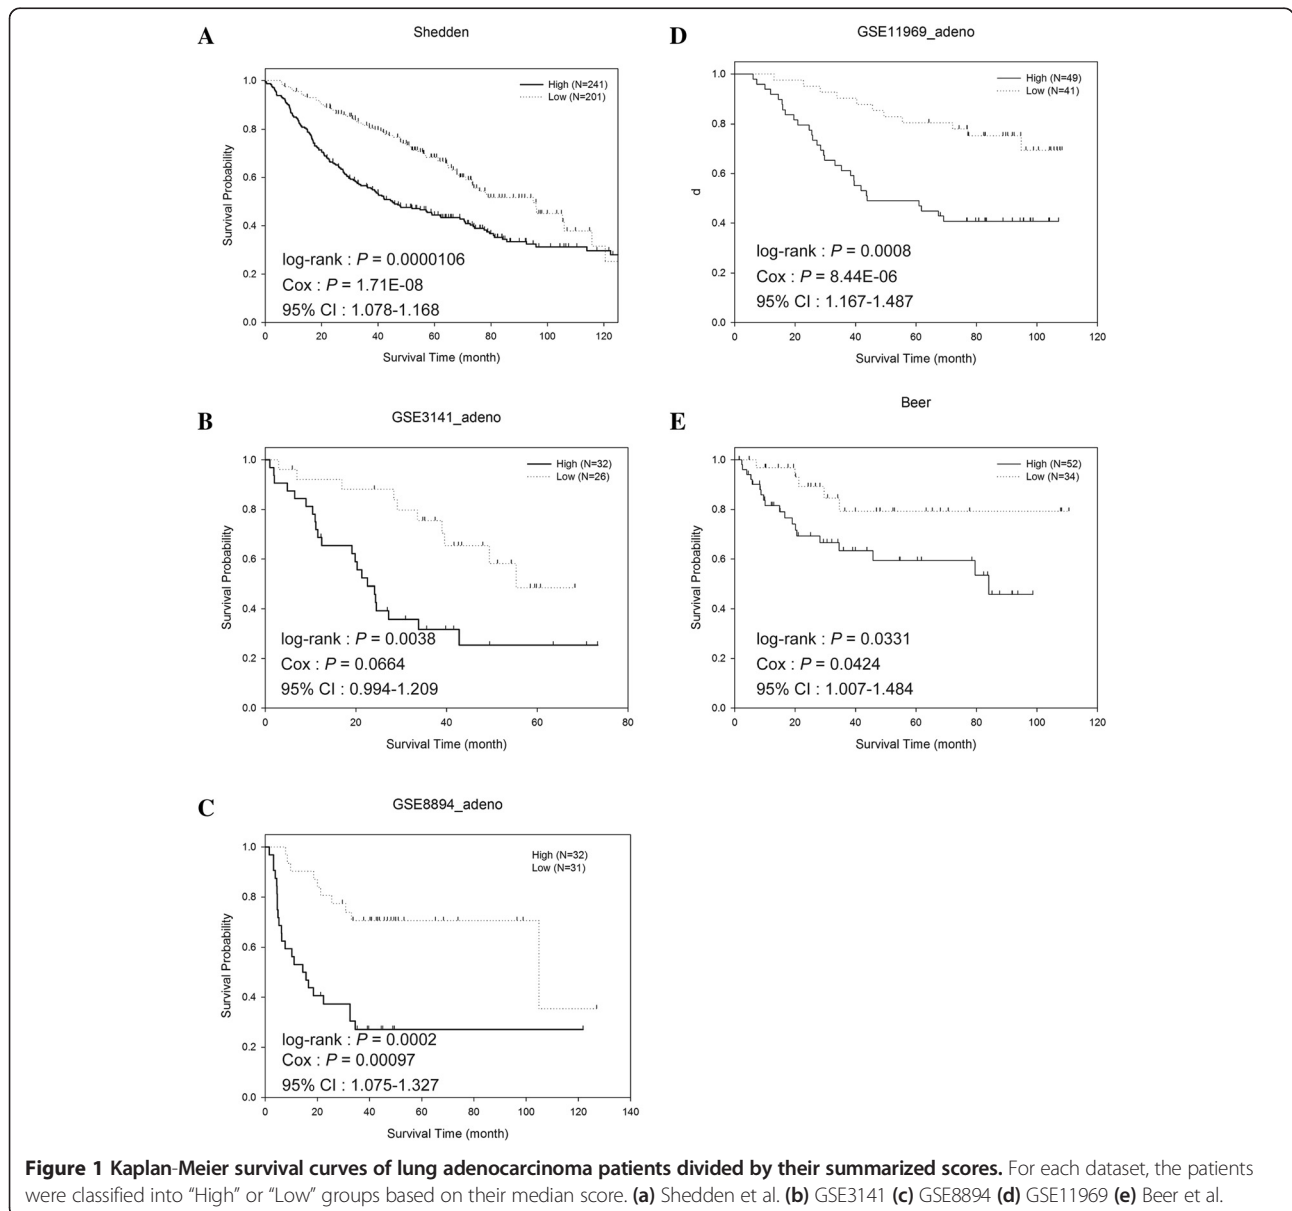 A
Shedden
High (N=241)
Low (N=201)
Survival Probability
1.0
0.8
0.6
0.4
0.2
0.0
log-rank : P = 0.0000106
Cox : P = 1.71E-08
95% CI : 1.078-1.168
0 20 40 60 80 100 120
Survival Time (month)
D
GSE11969_adeno
High (N=49)
Low (N=41)
d
1.0
0.8
0.6
0.4
0.2
0.0
log-rank : P = 0.0008
Cox : P = 8.44E-06
95% CI : 1.167-1.487
0 20 40 60 80 100 120
Survival Time (month)
B
GSE3141_adeno
High (N=32)
Low (N=26)
Survival Probability
1.0
0.8
0.6
0.4
0.2
0.0
log-rank : P = 0.0038
Cox : P = 0.0664
95% CI : 0.994-1.209
0 20 40 60 80
Survival Time (month)
E
Beer
High (N=52)
Low (N=34)
Survival Probability
1.0
0.8
0.6
0.4
0.2
0.0
log-rank : P = 0.0331
Cox : P = 0.0424
95% CI : 1.007-1.484
0 20 40 60 80 100 120
Survival Time (month)
C
GSE8894_adeno
High (N=32)
Low (N=31)
Survival Probability
1.0
0.8
0.6
0.4
0.2
0.0
log-rank : P = 0.0002
Cox : P = 0.00097
95% CI : 1.075-1.327
0 20 40 60 80 100 120 140
Survival Time (month)
Figure 1 Kaplan-Meier survival curves of lung adenocarcinoma patients divided by their summarized scores. For each dataset, the patients
were classified into “High” or “Low” groups based on their median score. (a) Shedden et al. (b) GSE3141 (c) GSE8894 (d) GSE11969 (e) Beer et al.